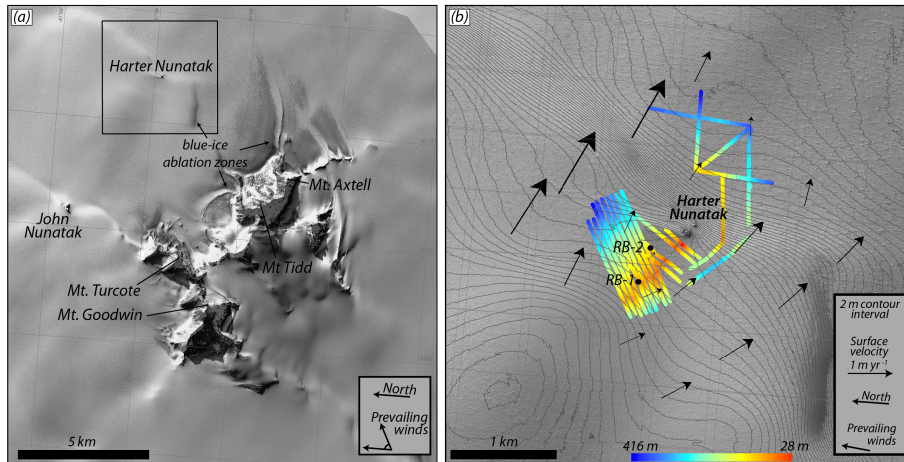 (a)
Harter Nunatak
blue-ice
ablation zones
Mt. Axtell
John
Nunatak
Mt Tidd
Mt. Turcote
Mt. Goodwin
North
Prevailing
winds
5 km
(b)
Harter
Nunatak
RB-2
RB-1
2 m contour
interval
Surface
velocity
1 m yr⁻¹
North
Prevailing
winds
1 km
416 m
28 m